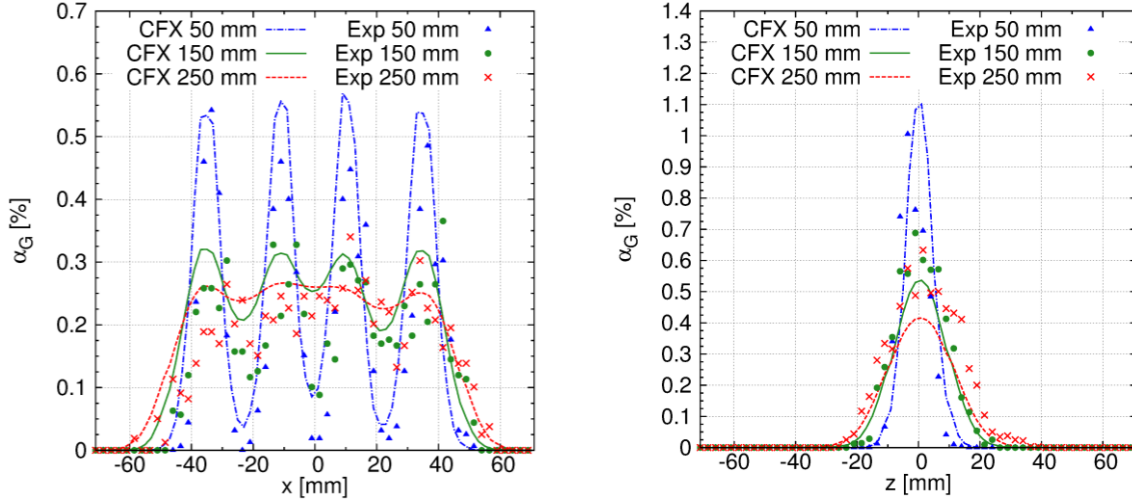 CFX 50 mm Exp 50 mm
CFX 150 mm Exp 150 mm
CFX 250 mm Exp 250 mm
0.7
0.6
0.5
0.4
0.3
0.2
0.1
0
αG [%]
-60 -40 -20 0 20 40 60
x [mm]
CFX 50 mm Exp 50 mm
CFX 150 mm Exp 150 mm
CFX 250 mm Exp 250 mm
1.4
1.3
1.2
1.1
1
0.9
0.8
0.7
0.6
0.5
0.4
0.3
0.2
0.1
0
αG [%]
-60 -40 -20 0 20 40 60
z [mm]